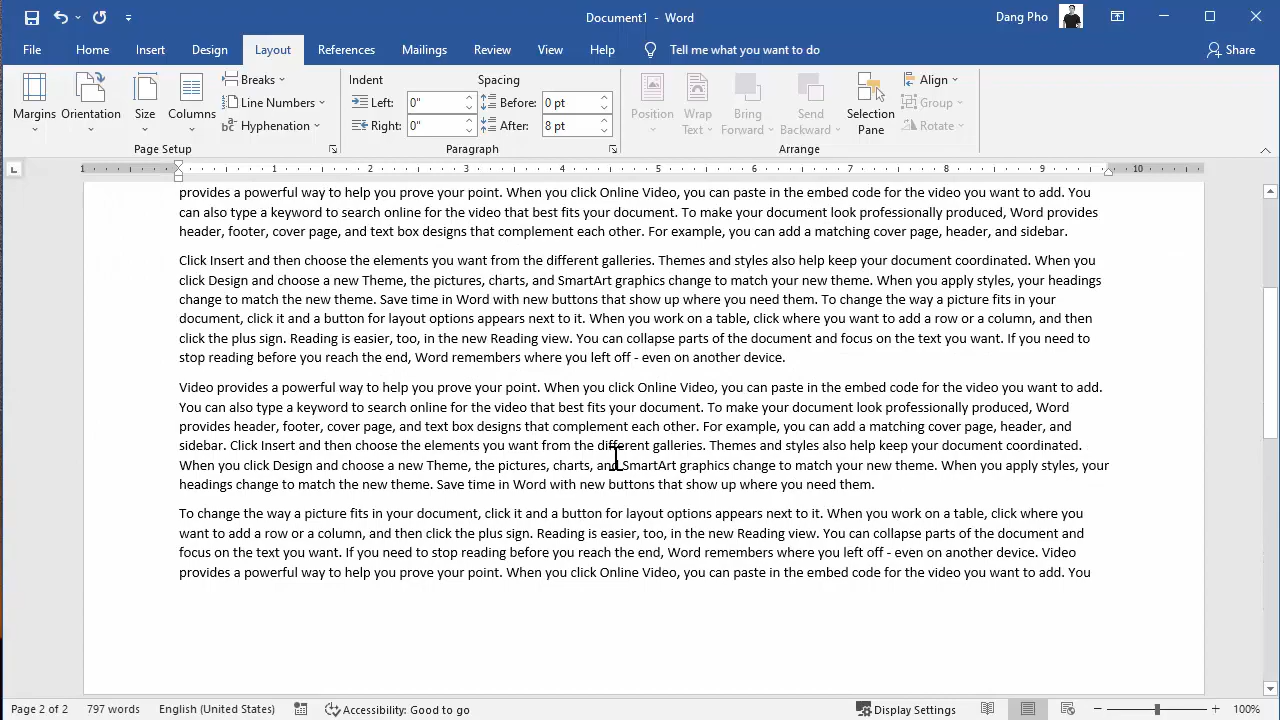 Document1 - Word
Dang Pho
File Home Insert Design Layout References Mailings Review View Help Tell me what you want to do Share
Margins Orientation Size Columns
Breaks
Line Numbers
Hyphenation
Page Setup
Indent Spacing
Left: 0" Before: 0 pt
Right: 0" After: 8 pt
Paragraph
Position Wrap Text Bring Forward Send Backward Selection Pane
Align
Group
Rotate
Arrange
1 1 2 3 4 5 6 7 8 9 10
provides a powerful way to help you prove your point. When you click Online Video, you can paste in the embed code for the video you want to add. You
can also type a keyword to search online for the video that best fits your document. To make your document look professionally produced, Word provides
header, footer, cover page, and text box designs that complement each other. For example, you can add a matching cover page, header, and sidebar.
Click Insert and then choose the elements you want from the different galleries. Themes and styles also help keep your document coordinated. When you
click Design and choose a new Theme, the pictures, charts, and SmartArt graphics change to match your new theme. When you apply styles, your headings
change to match the new theme. Save time in Word with new buttons that show up where you need them. To change the way a picture fits in your
document, click it and a button for layout options appears next to it. When you work on a table, click where you want to add a row or a column, and then
click the plus sign. Reading is easier, too, in the new Reading view. You can collapse parts of the document and focus on the text you want. If you need to
stop reading before you reach the end, Word remembers where you left off - even on another device.
Video provides a powerful way to help you prove your point. When you click Online Video, you can paste in the embed code for the video you want to add.
You can also type a keyword to search online for the video that best fits your document. To make your document look professionally produced, Word
provides header, footer, cover page, and text box designs that complement each other. For example, you can add a matching cover page, header, and
sidebar. Click Insert and then choose the elements you want from the different galleries. Themes and styles also help keep your document coordinated.
When you click Design and choose a new Theme, the pictures, charts, and SmartArt graphics change to match your new theme. When you apply styles, your
headings change to match the new theme. Save time in Word with new buttons that show up where you need them.
To change the way a picture fits in your document, click it and a button for layout options appears next to it. When you work on a table, click where you
want to add a row or a column, and then click the plus sign. Reading is easier, too, in the new Reading view. You can collapse parts of the document and
focus on the text you want. If you need to stop reading before you reach the end, Word remembers where you left off - even on another device. Video
provides a powerful way to help you prove your point. When you click Online Video, you can paste in the embed code for the video you want to add. You
Page 2 of 2 797 words English (United States) Accessibility: Good to go Display Settings 100%